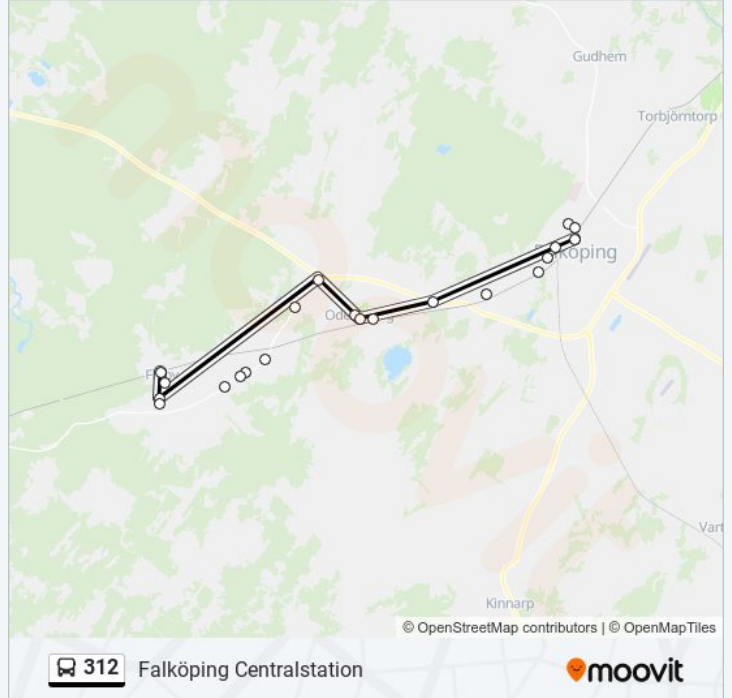 Gudhem
Torbjörntorp
Falköping
Kinnarp
© OpenStreetMap contributors | © OpenMapTiles
312 Falköping Centralstation
moovit